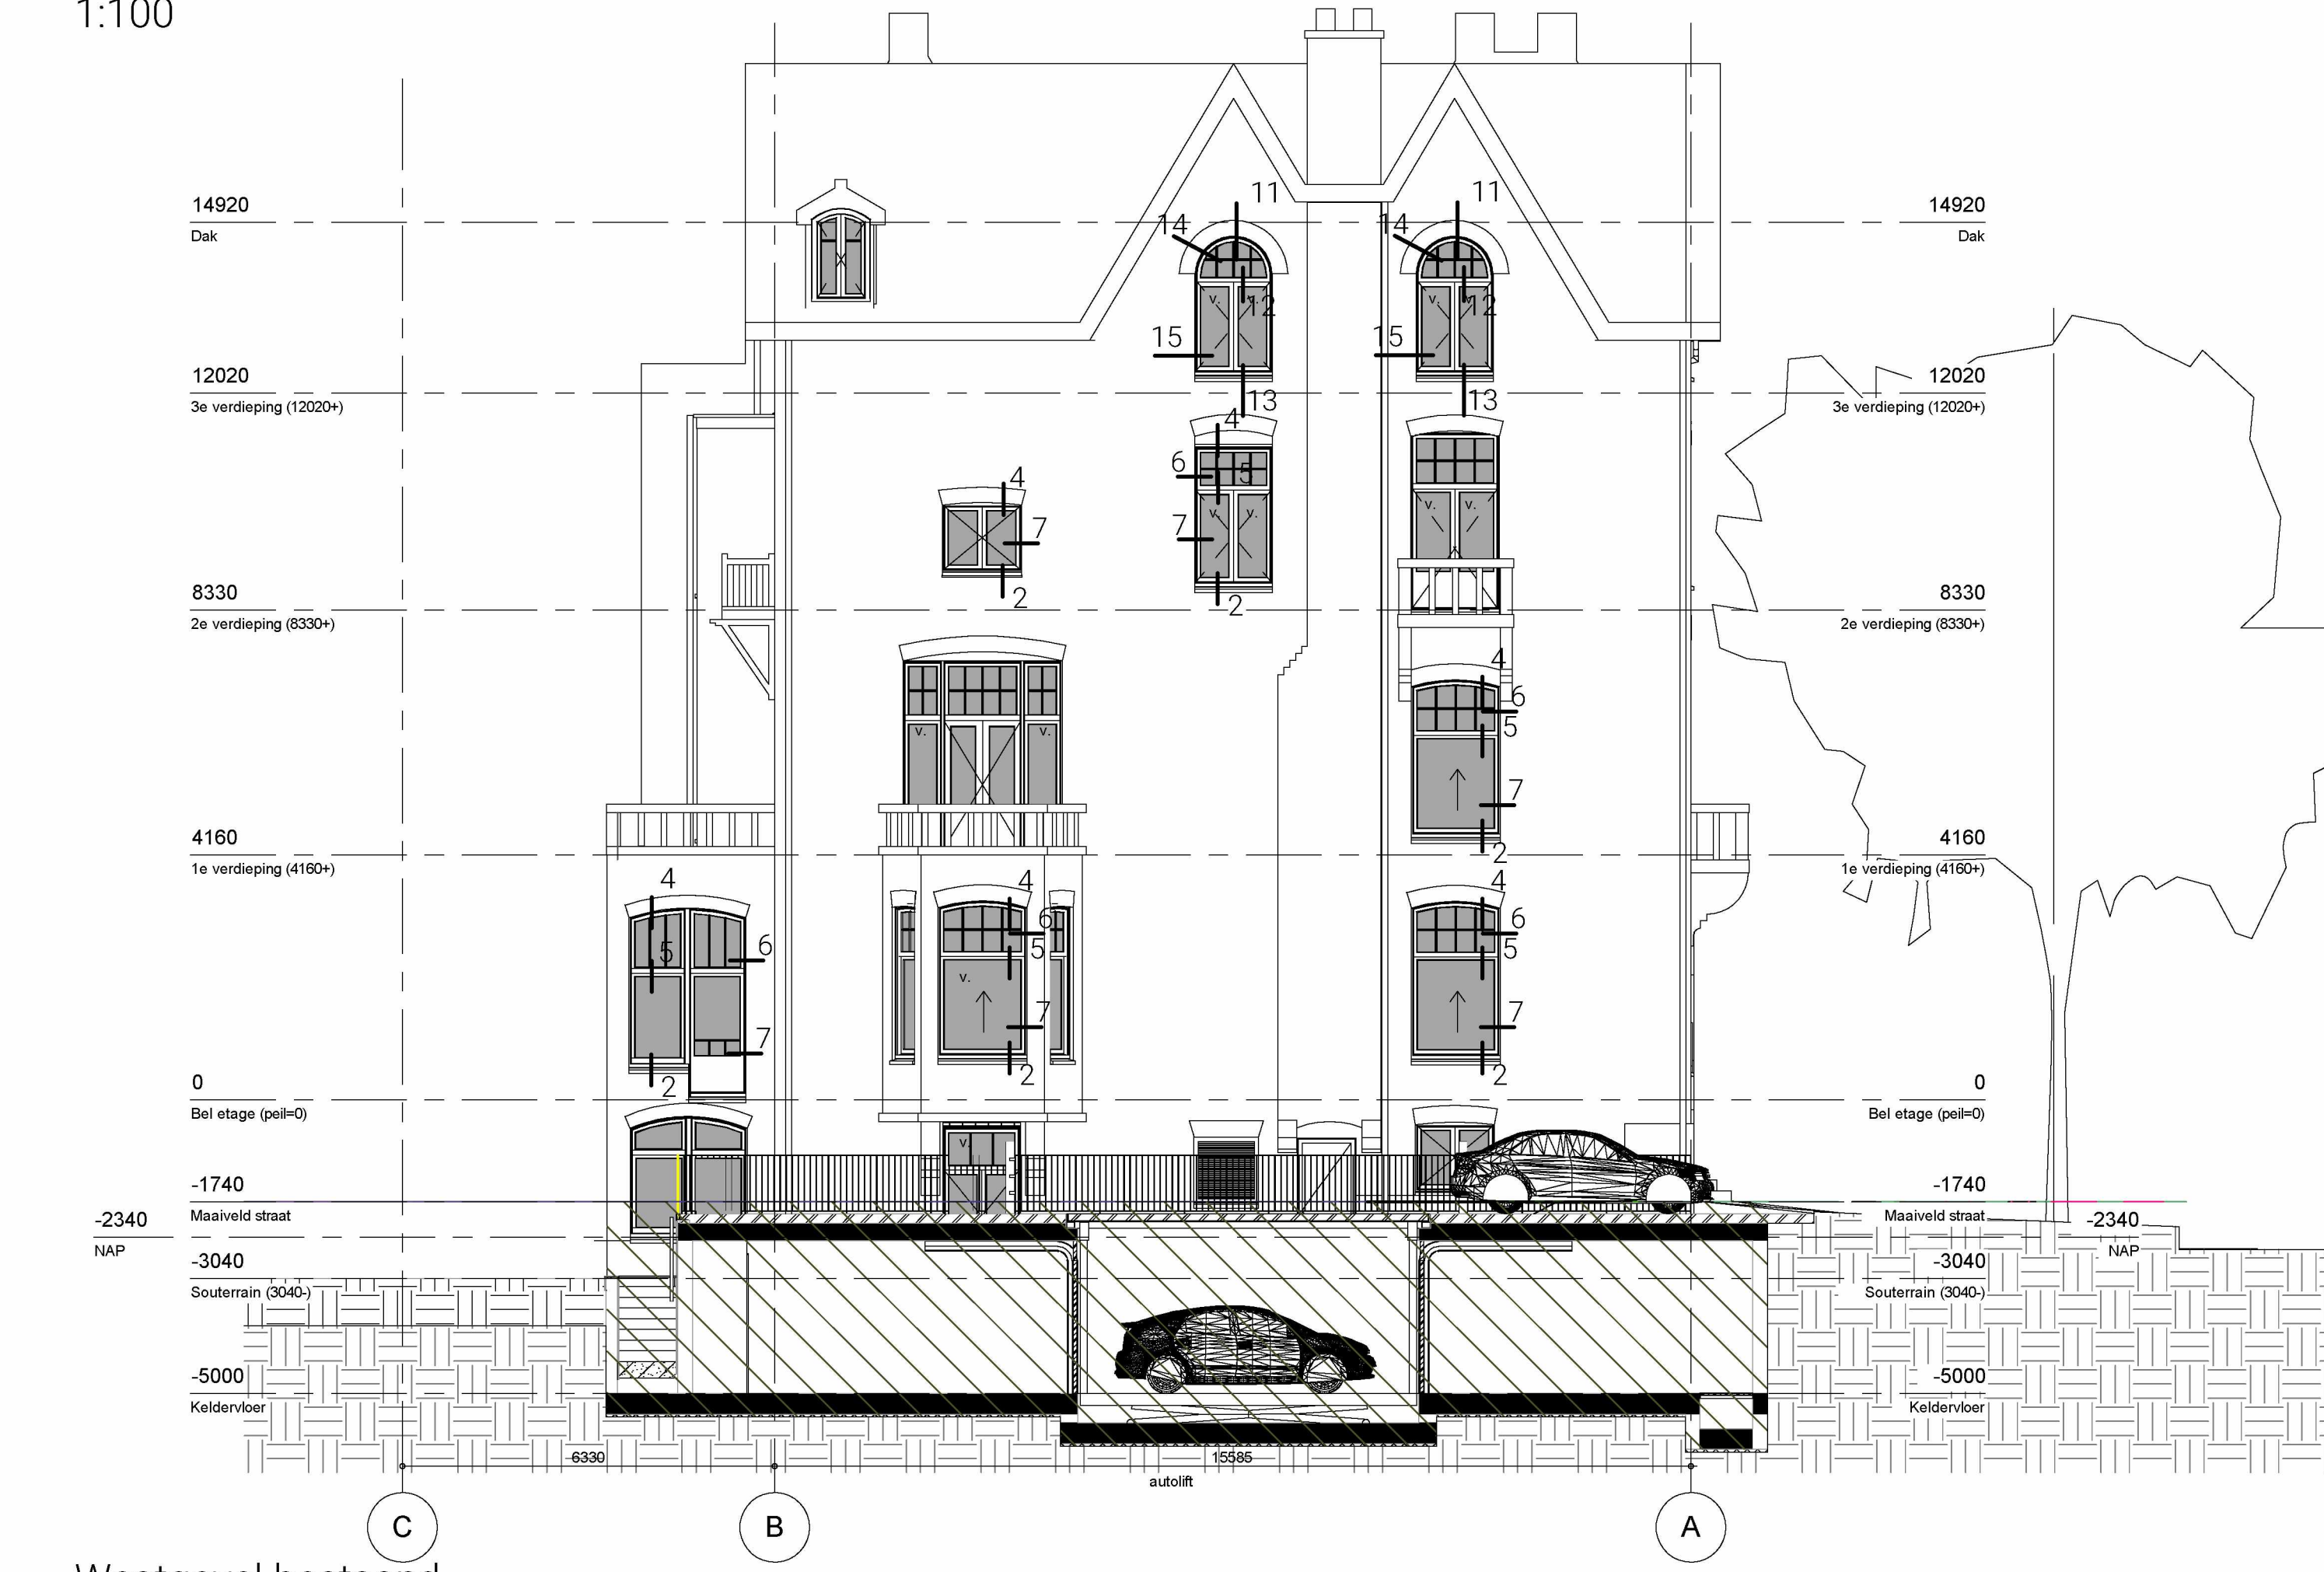 1:100
11
11
14920
14920
14
14
Dak
Dak
v.
v.
12
v.
v.
12
15
15
12020
12020
13
13
3e verdieping (12020+)
3e verdieping (12020+)
4
6
5
4
v.
v.
v.
v.
7
7
8330
2
2
8330
2e verdieping (8330+)
2e verdieping (8330+)
4
6
5
v.
v.
7
4160
4160
2
1e verdieping (4160+)
1e verdieping (4160+)
4
4
4
6
6
5
6
5
5
v.
7
7
7
0
2
2
2
0
Bel etage (peil=0)
Bel etage (peil=0)
v.
-1740
-1740
Maaiveld straat
Maaiveld straat
-2340
-2340
NAP
NAP
-3040
-3040
Souterrain (3040-)
Souterrain (3040-)
-5000
-5000
Keldervloer
Keldervloer
6330
15585
autolift
C
B
A